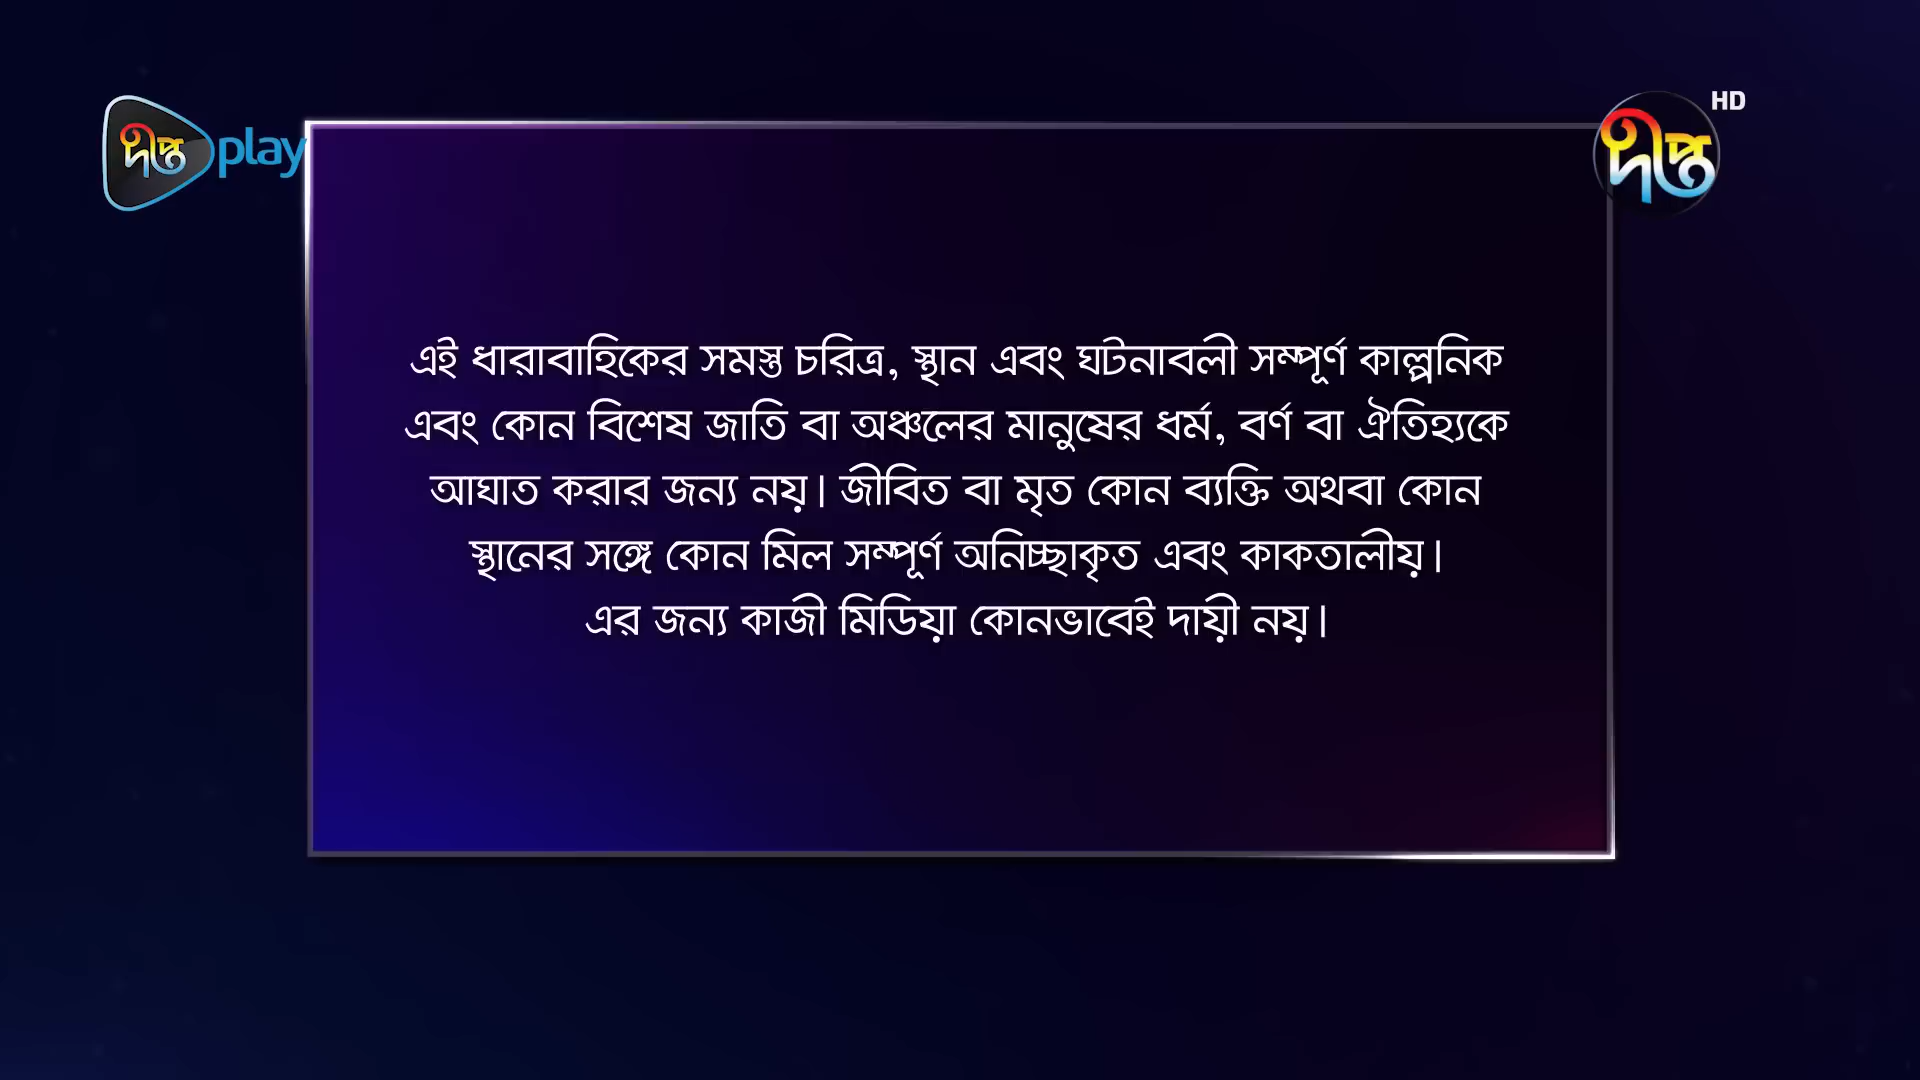 HD
দীপ্ত play
দীপ্ত
এই ধারাবাহিকের সমস্ত চরিত্র, স্থান এবং ঘটনাবলী সম্পূর্ণ কাল্পনিক
এবং কোন বিশেষ জাতি বা অঞ্চলের মানুষের ধর্ম, বর্ণ বা ঐতিহ্যকে
আঘাত করার জন্য নয়। জীবিত বা মৃত কোন ব্যক্তি অথবা কোন
স্থানের সঙ্গে কোন মিল সম্পূর্ণ অনিচ্ছাকৃত এবং কাকতালীয়।
এর জন্য কাজী মিডিয়া কোনভাবেই দায়ী নয়।